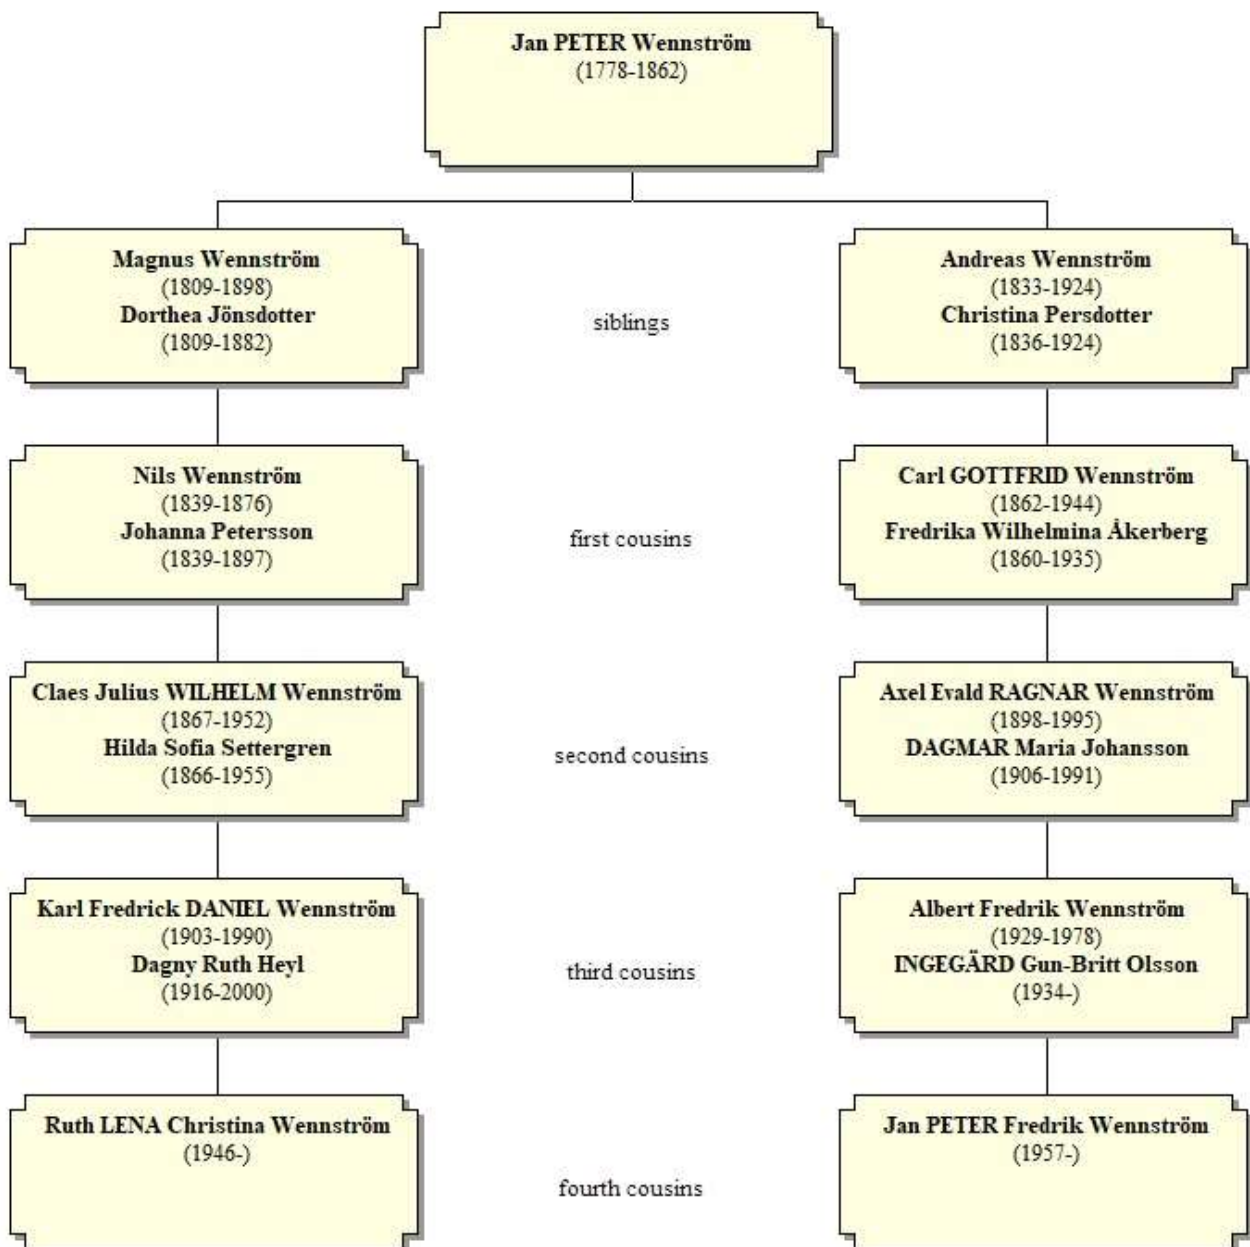 Jan PETER Wennström
(1778-1862)
Magnus Wennström
(1809-1898)
Dorthea Jönsdotter
(1809-1882)
siblings
Andreas Wennström
(1833-1924)
Christina Persdotter
(1836-1924)
Nils Wennström
(1839-1876)
Johanna Petersson
(1839-1897)
first cousins
Carl GOTTFRID Wennström
(1862-1944)
Fredrika Wilhelmina Åkerberg
(1860-1935)
Claes Julius WILHELM Wennström
(1867-1952)
Hilda Sofia Settergren
(1866-1955)
second cousins
Axel Evald RAGNAR Wennström
(1898-1995)
DAGMAR Maria Johansson
(1906-1991)
Karl Fredrick DANIEL Wennström
(1903-1990)
Dagny Ruth Heyl
(1916-2000)
third cousins
Albert Fredrik Wennström
(1929-1978)
INGEGÄRD Gun-Britt Olsson
(1934-)
Ruth LENA Christina Wennström
(1946-)
fourth cousins
Jan PETER Fredrik Wennström
(1957-)